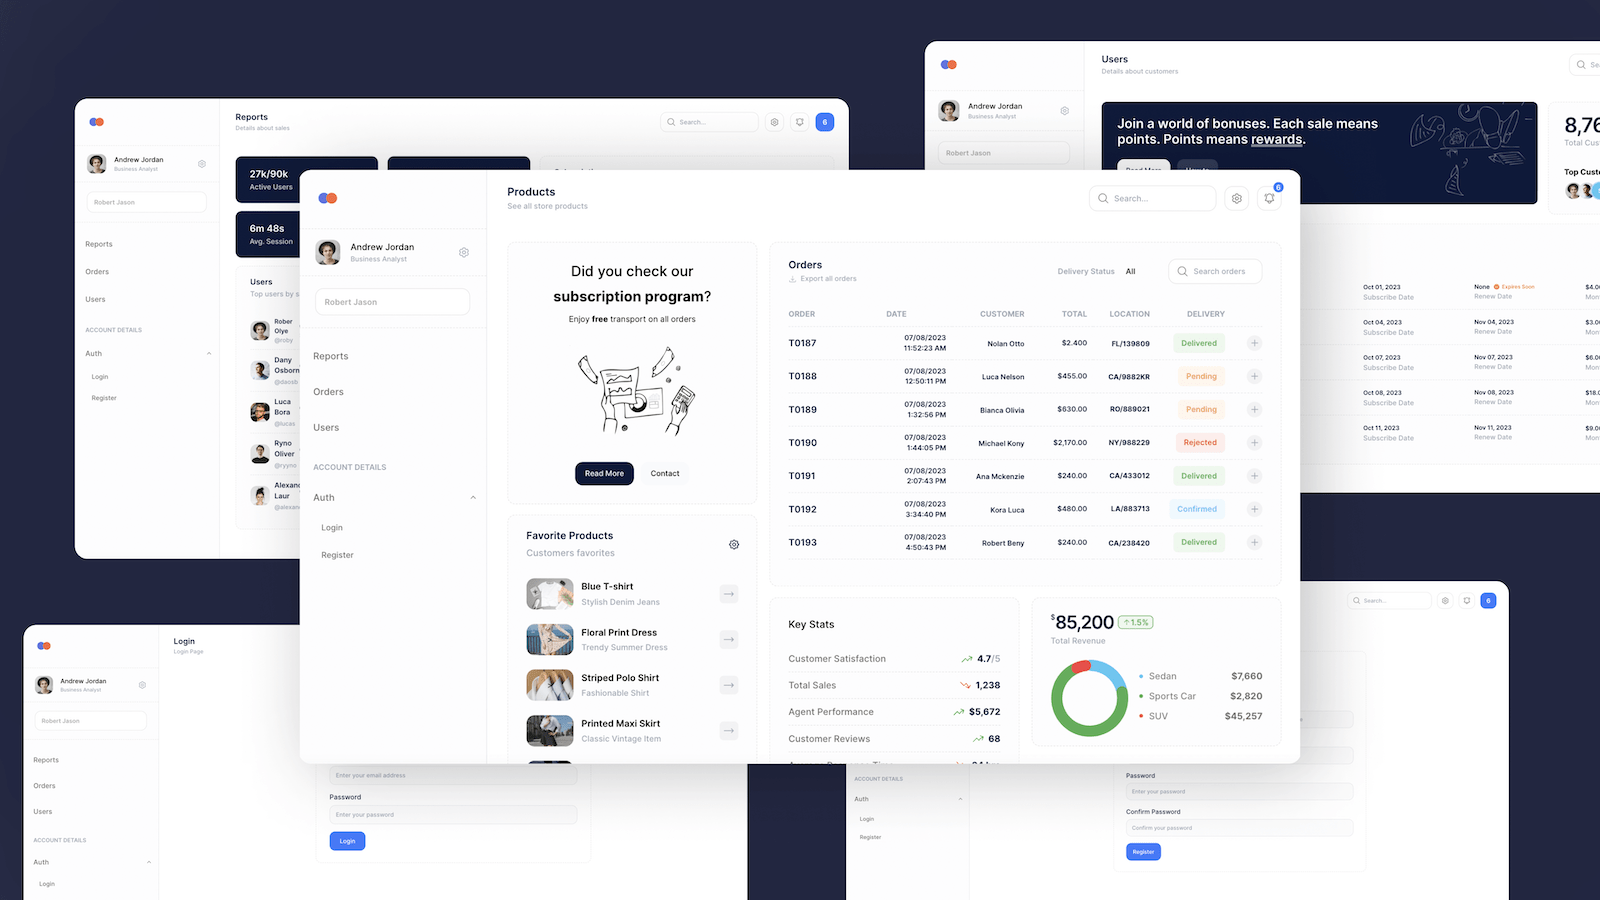 Reports
Details about sales
Search...
6
Andrew Jordan
Business Analyst
Robert Jason
Reports
Orders
Users
ACCOUNT DETAILS
Auth
Login
Register
27k/90k
Active Users
6m 48s
Avg. Session
Users
Top users by s
Rober
Olye
@roby
Dany
Osborn
@daosb
Luca
Bora
@lucas
Ryno
Oliver
@ryyno
Alexand
Laur
@alexan
Users
Details about customers
Andrew Jordan
Business Analyst
Robert Jason
Join a world of bonuses. Each sale means
points. Points means rewards.
8,76
Total Cus
Top Custo
Oct 01, 2023
Subscribe Date
None
Expires Soon
Renew Date
$4.00
Mon
Oct 04, 2023
Subscribe Date
Nov 04, 2023
Renew Date
$3.0
Mon
Oct 07, 2023
Subscribe Date
Nov 07, 2023
Renew Date
$6.0
Mon
Oct 08, 2023
Subscribe Date
Nov 08, 2023
Renew Date
$18.0
Mon
Oct 11, 2023
Subscribe Date
Nov 11, 2023
Renew Date
$9.0
Mon
Products
See all store products
Search...
6
Andrew Jordan
Business Analyst
Robert Jason
Reports
Orders
Users
ACCOUNT DETAILS
Auth
Login
Register
Did you check our
subscription program?
Enjoy free transport on all orders
Read More
Contact
Favorite Products
Customers favorites
Blue T-shirt
Stylish Denim Jeans
Floral Print Dress
Trendy Summer Dress
Striped Polo Shirt
Fashionable Shirt
Printed Maxi Skirt
Classic Vintage Item
Orders
Export all orders
Delivery Status All
Search orders
ORDER DATE CUSTOMER TOTAL LOCATION DELIVERY
T0187 07/08/2023 11:52:23 AM Nolan Otto $2.400 FL/139809 Delivered
T0188 07/08/2023 12:50:11 PM Luca Nelson $455.00 CA/9882KR Pending
T0189 07/08/2023 1:32:56 PM Bianca Olivia $630.00 RO/889021 Pending
T0190 07/08/2023 1:44:05 PM Michael Kony $2,170.00 NY/988229 Rejected
T0191 07/08/2023 2:07:43 PM Ana Mckenzie $240.00 CA/433012 Delivered
T0192 07/08/2023 3:34:40 PM Kora Luca $480.00 LA/883713 Confirmed
T0193 07/08/2023 4:50:43 PM Robert Beny $240.00 CA/238420 Delivered
Key Stats
Customer Satisfaction 4.7/5
Total Sales 1,238
Agent Performance $5,672
Customer Reviews 68
$85,200 1.5%
Total Revenue
Sedan $7,660
Sports Car $2,820
SUV $45,257
Login
Login Page
Andrew Jordan
Business Analyst
Robert Jason
Reports
Orders
Users
ACCOUNT DETAILS
Auth
Login
Enter your email address
Password
Enter your password
Login
Search...
6
ACCOUNT DETAILS
Auth
Login
Register
Password
Enter your password
Confirm Password
Confirm your password
Register